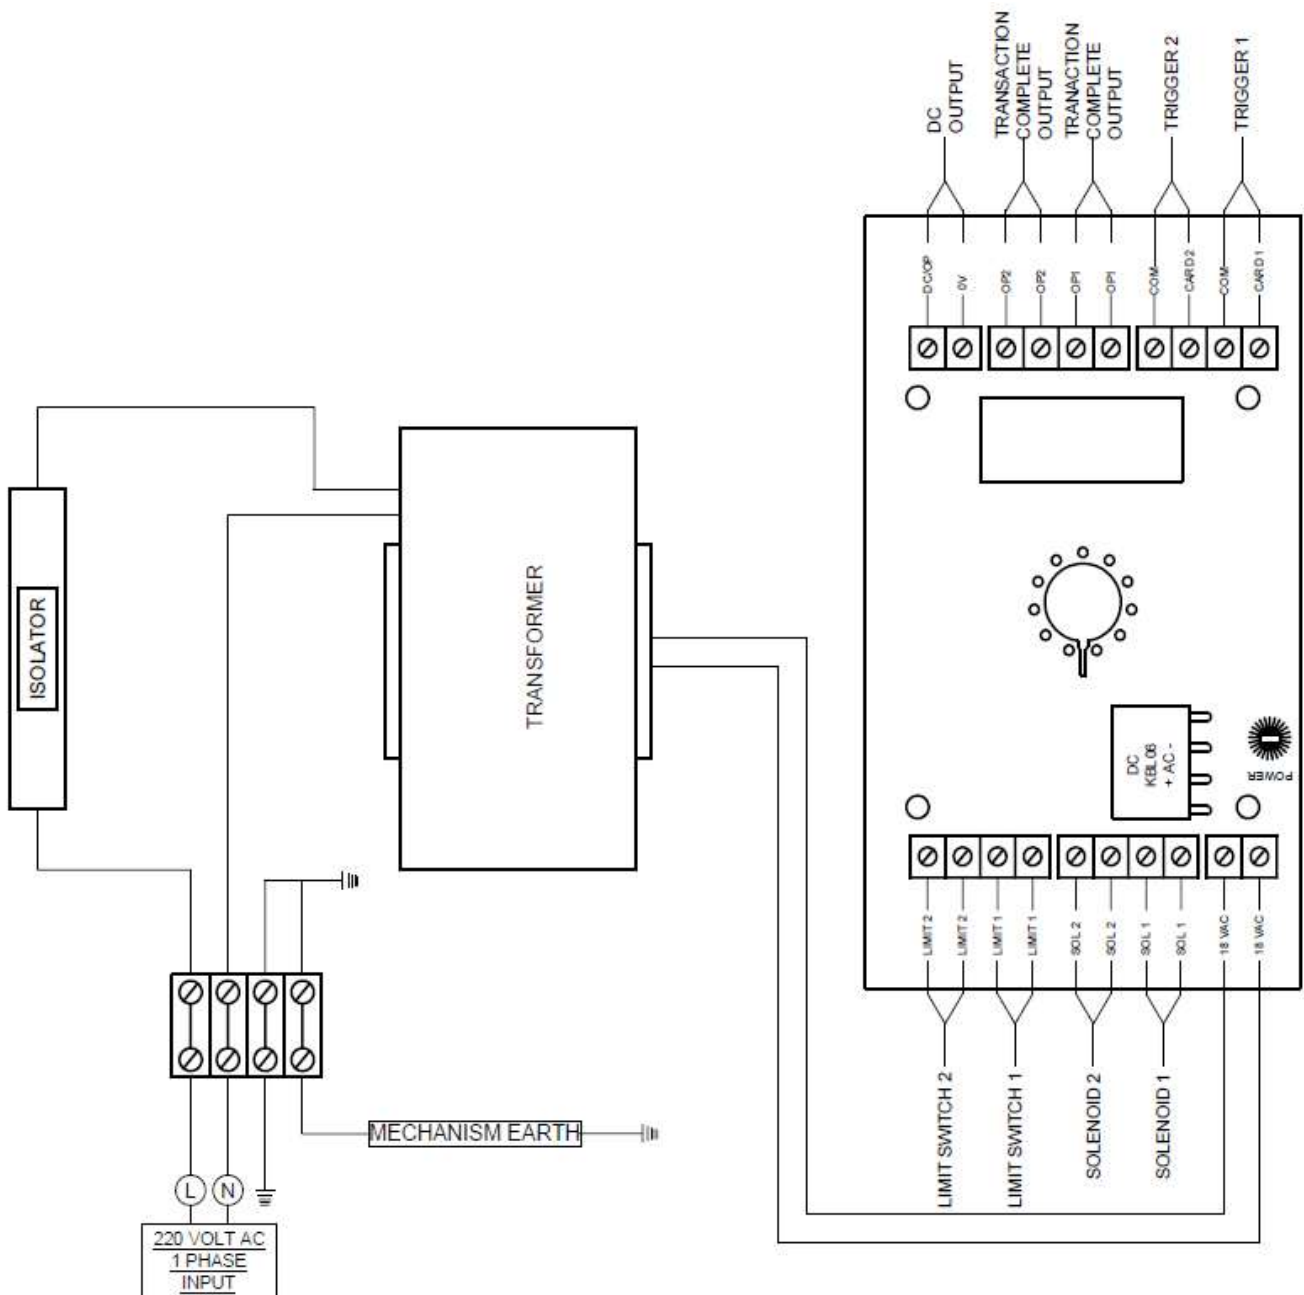 DC
OUTPUT
TRANSACTION
COMPLETE
OUTPUT
TRANACTION
COMPLETE
OUTPUT
TRIGGER 2
TRIGGER 1
DC/OP
0V
OP2
OP2
OP1
OP1
COM
CARD 2
COM
CARD 1
ISOLATOR
TRANSFORMER
DC
KBL06
+ AC -
POWER
LIMIT 2
LIMIT 2
LIMIT 1
LIMIT 1
SOL 2
SOL 2
SOL 1
SOL 1
18 VAC
18 VAC
LIMIT SWITCH 2
LIMIT SWITCH 1
SOLENOID 2
SOLENOID 1
MECHANISM EARTH
L
N
220 VOLT AC
1 PHASE
INPUT